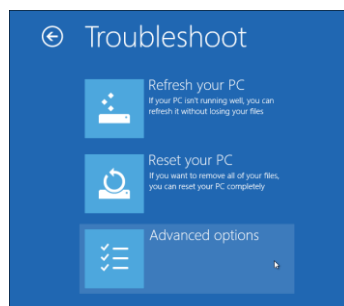 Troubleshoot
Refresh your PC
If your PC isn't running well, you can
refresh it without losing your files
Reset your PC
If you want to remove all of your files,
you can reset your PC completely
Advanced options